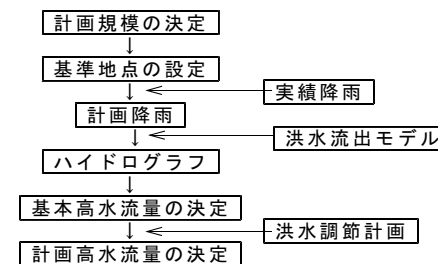 計画規模の決定
↓
基準地点の設定
↓
実績降雨
計画降雨
↓
洪水流出モデル
ハイドログラフ
↓
基本高水流量の決定
↓
洪水調節計画
計画高水流量の決定